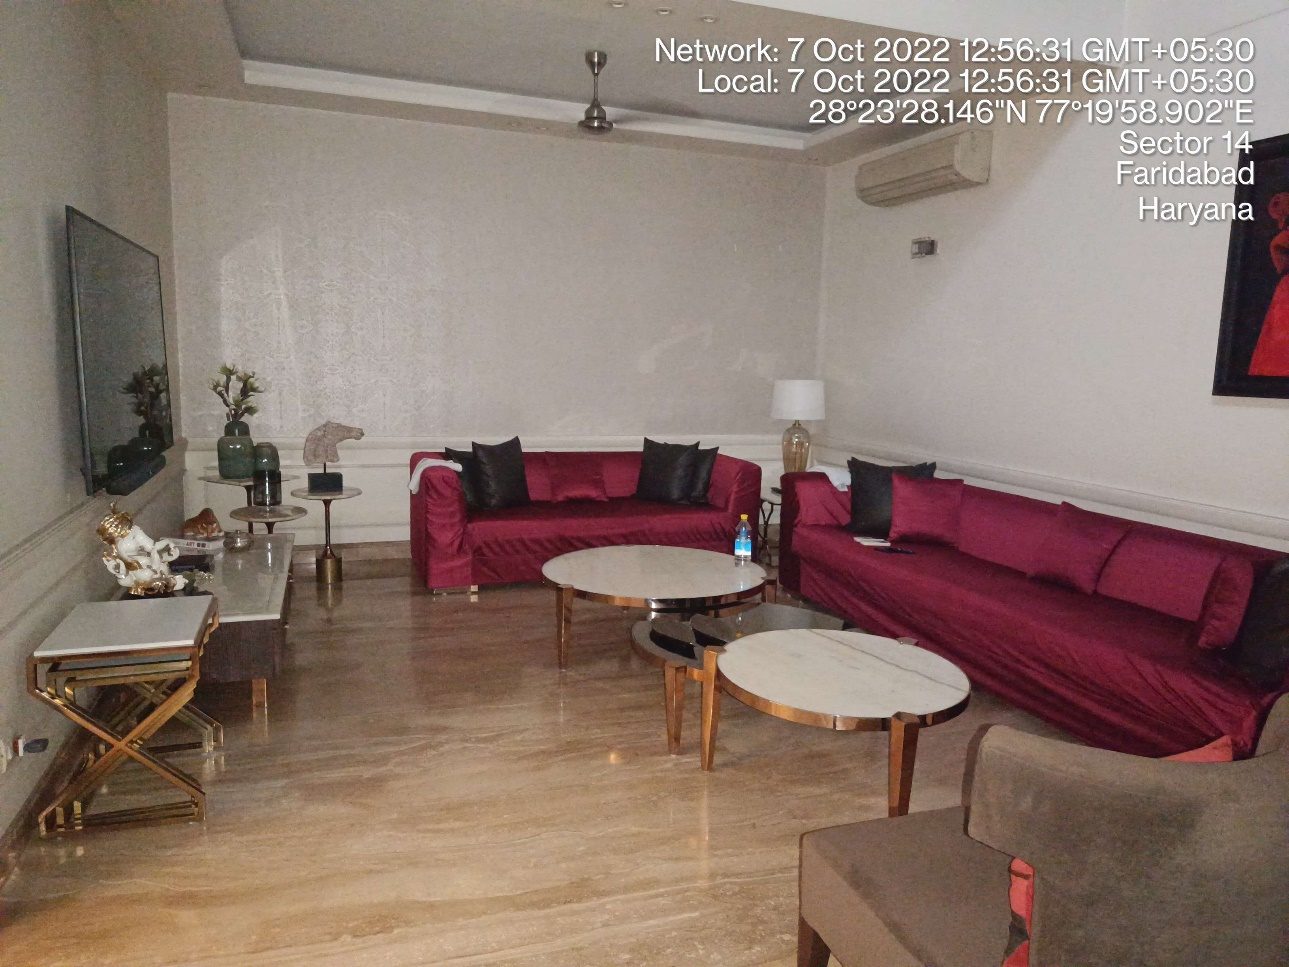 Network: 7 Oct 2022 12:56:31 GMT+05:30
Local: 7 Oct 2022 12:56:31 GMT+05:30
28°23'28.146"N 77°19'58.902"E
Sector 14
Faridabad
Haryana